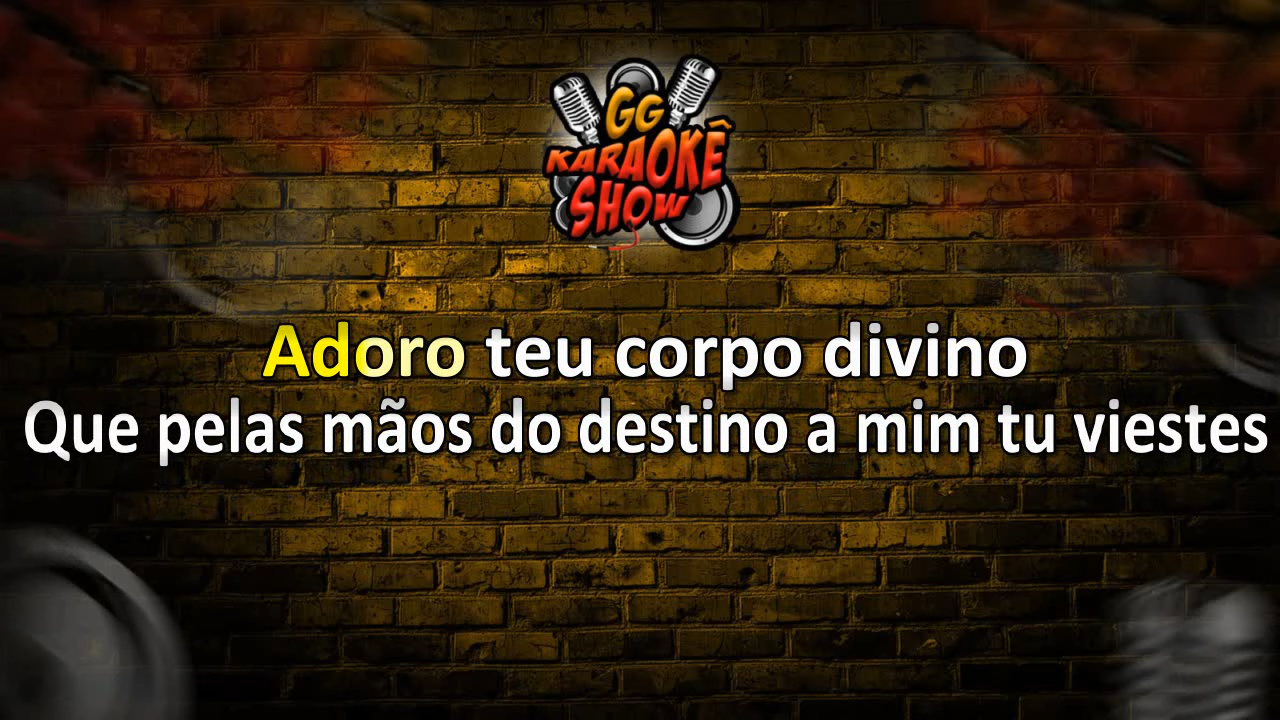 GG
KARAOKÊ
SHOW
Adoro teu corpo divino
Que pelas mãos do destino a mim tu viestes